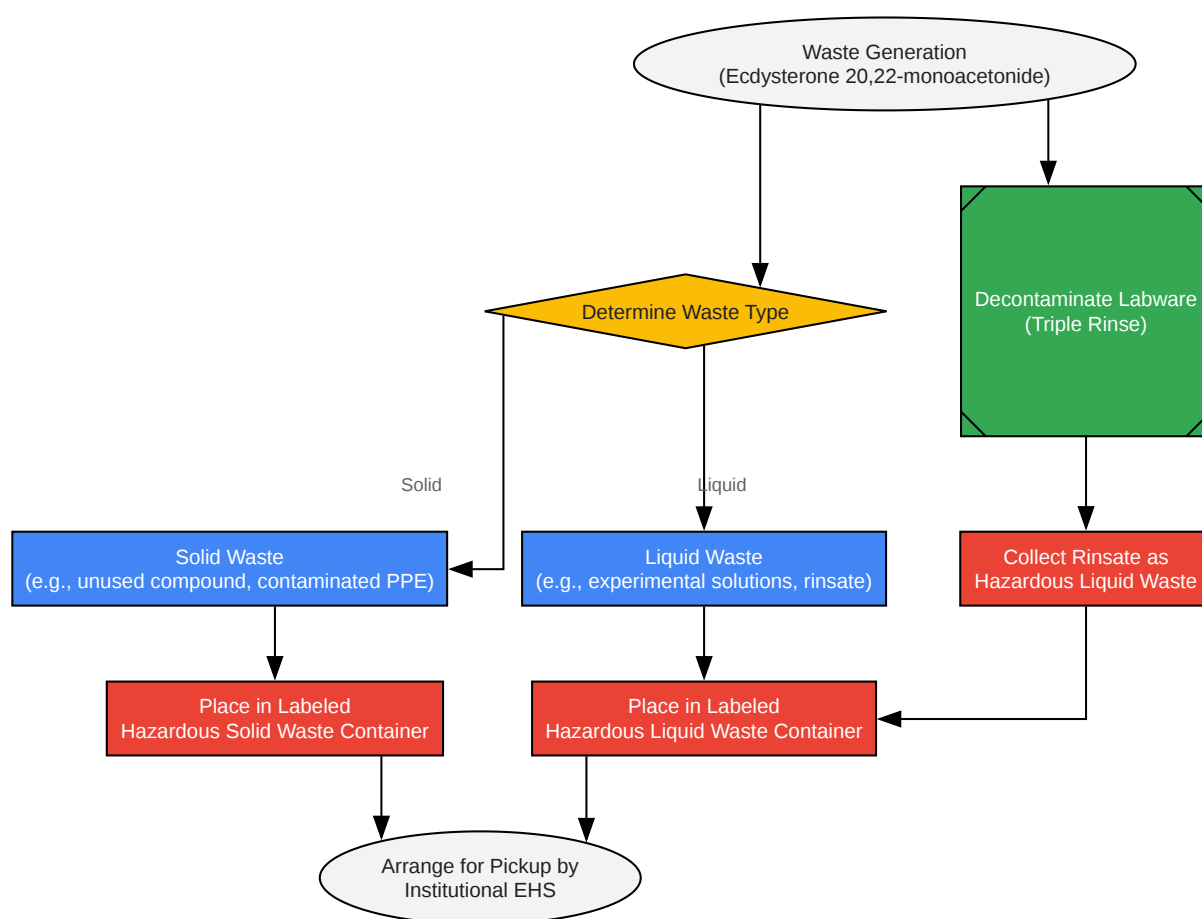 Waste Generation
(Ecdysterone 20,22-monoacetonide)
Decontaminate Labware
(Triple Rinse)
Determine Waste Type
Solid
Liquid
Solid Waste
(e.g., unused compound, contaminated PPE)
Liquid Waste
(e.g., experimental solutions, rinsate)
Collect Rinsate as
Hazardous Liquid Waste
Place in Labeled
Hazardous Solid Waste Container
Place in Labeled
Hazardous Liquid Waste Container
Arrange for Pickup by
Institutional EHS